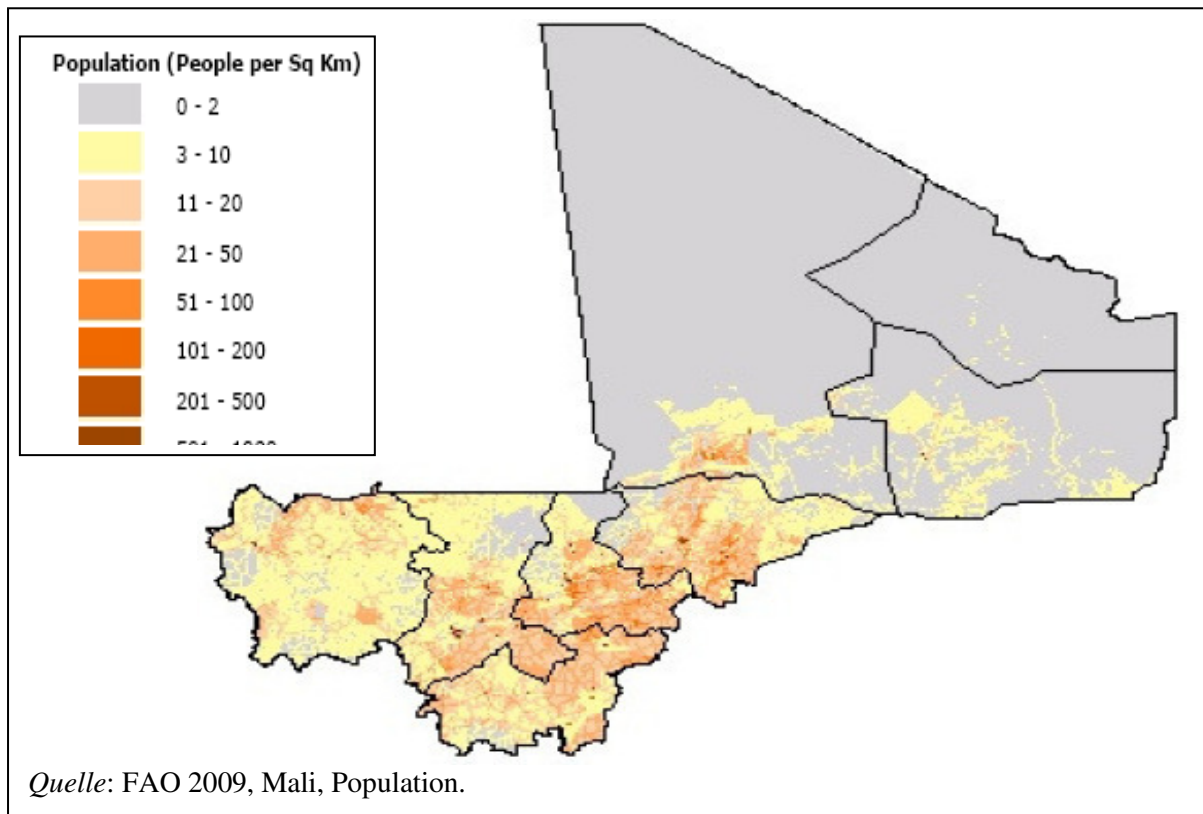 Population (People per Sq Km)
0 - 2
3 - 10
11 - 20
21 - 50
51 - 100
101 - 200
201 - 500
Quelle: FAO 2009, Mali, Population.